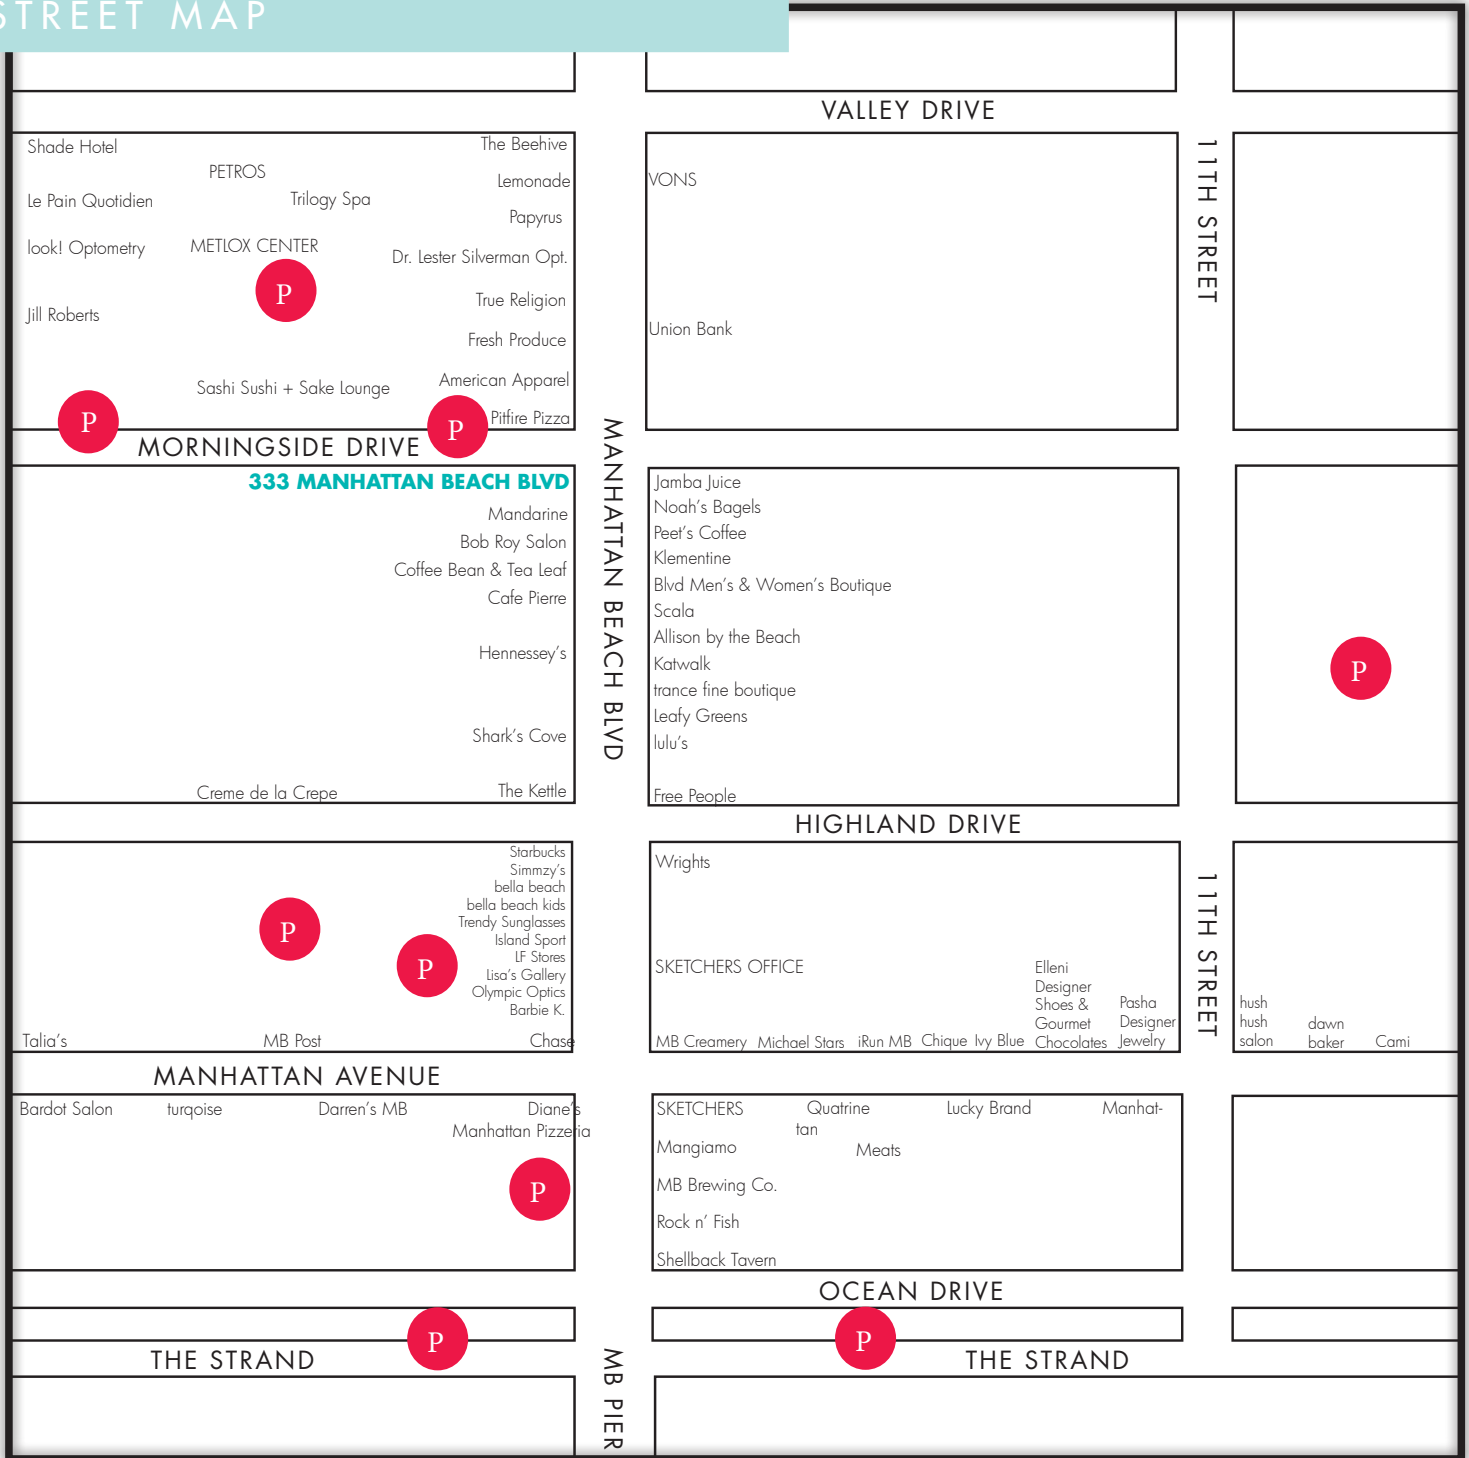 STREET MAP
VALLEY DRIVE
Shade Hotel
The Beehive
PETROS
Lemonade
Le Pain Quotidien
Trilogy Spa
Papyrus
look! Optometry
METLOX CENTER
Dr. Lester Silverman Opt.
P
True Religion
Jill Roberts
Fresh Produce
Sashi Sushi + Sake Lounge
American Apparel
P
P
Pitfire Pizza
VONS
Union Bank
11TH STREET
MORNINGSIDE DRIVE
MANHATTAN BEACH BLVD
333 MANHATTAN BEACH BLVD
Mandarine
Bob Roy Salon
Coffee Bean & Tea Leaf
Cafe Pierre
Hennessey's
Shark's Cove
Creme de la Crepe
The Kettle
Jamba Juice
Noah's Bagels
Peet's Coffee
Klementine
Blvd Men's & Women's Boutique
Scala
Allison by the Beach
Katwalk
trance fine boutique
Leafy Greens
lulu's
Free People
P
HIGHLAND DRIVE
Starbucks
Simmzy's
bella beach
bella beach kids
Trendy Sunglasses
Island Sport
LF Stores
Lisa's Gallery
Olympic Optics
Barbie K.
P
P
Talia's
MB Post
Chase
Wrights
SKETCHERS OFFICE
MB Creamery
Michael Stars
iRun MB
Chique
Ivy Blue
Elleni
Designer
Shoes &
Gourmet
Chocolates
Pasha
Designer
Jewelry
11TH STREET
hush
hush
salon
dawn
baker
Cami
MANHATTAN AVENUE
Bardot Salon
turqoise
Darren's MB
Diane's
Manhattan Pizzeria
P
SKETCHERS
Quatrine
Lucky Brand
Manhat-
tan
Mangiamo
Meats
MB Brewing Co.
Rock n' Fish
Shellback Tavern
OCEAN DRIVE
P
P
THE STRAND
THE STRAND
MB PIER